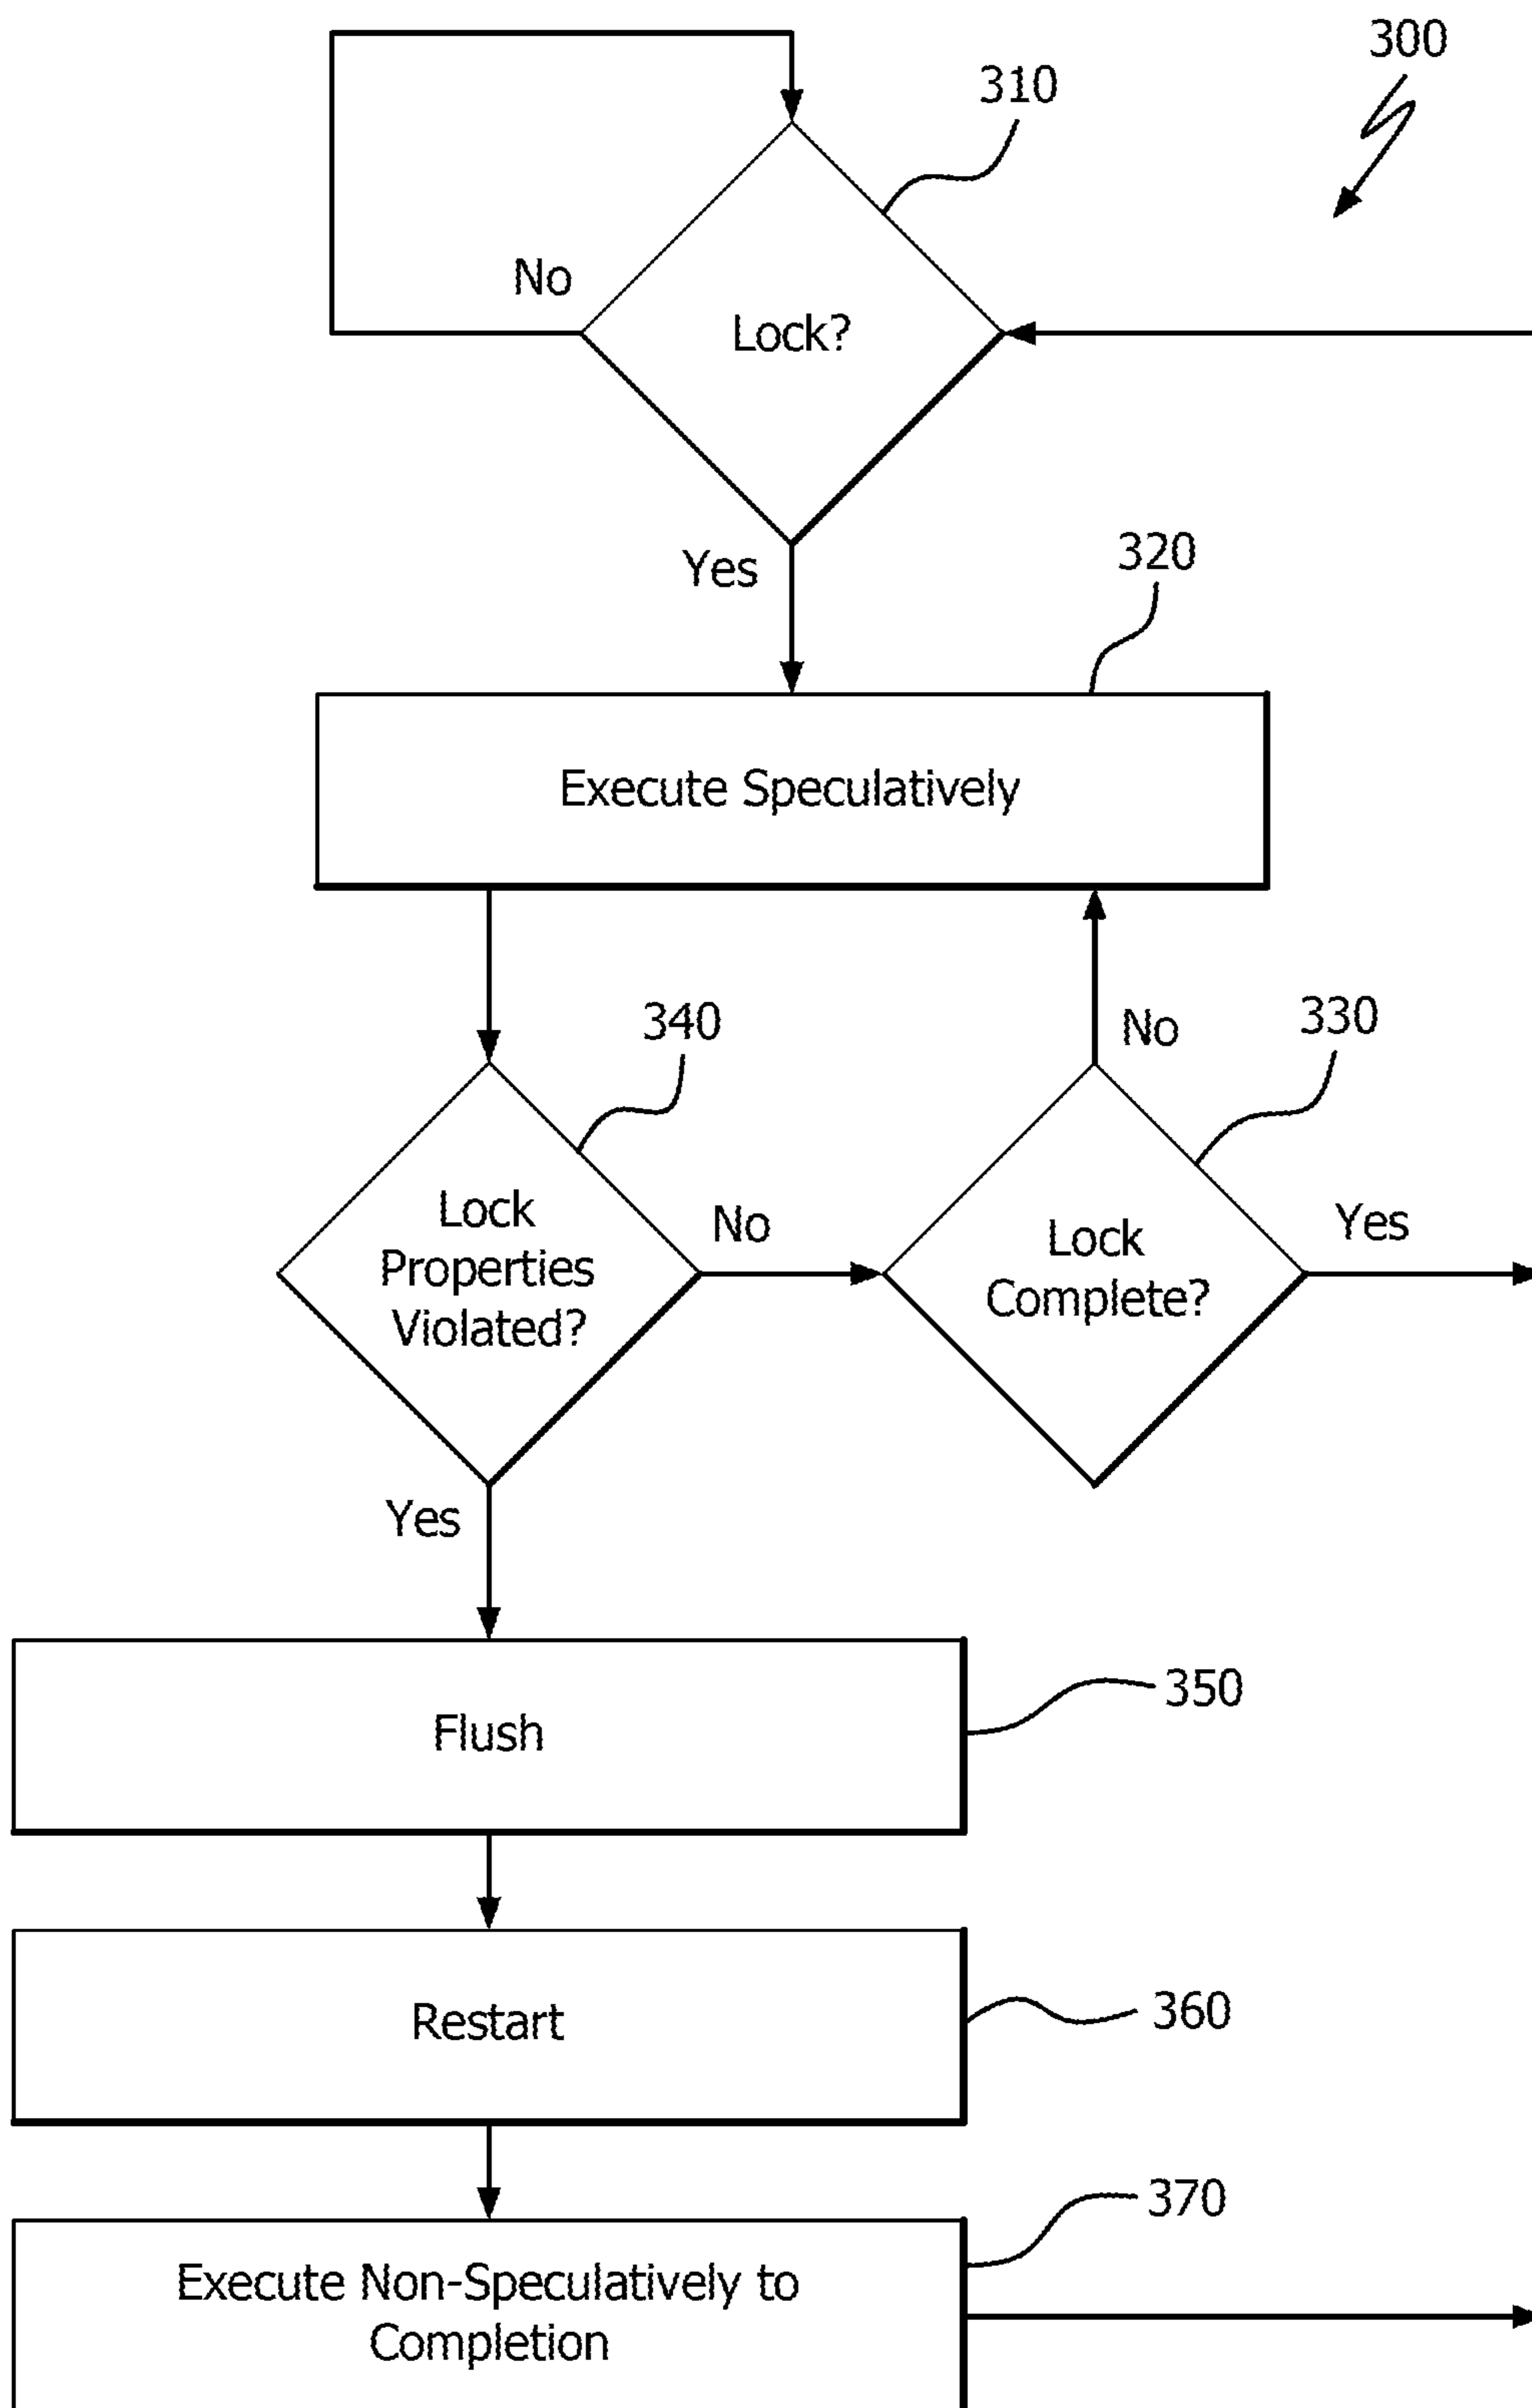 300
310
No
Lock?
Yes
320
Execute Speculatively
340
No
330
Lock
Properties
Violated?
No
Lock
Complete?
Yes
Yes
Flush
350
Restart
360
370
Execute Non-Speculatively to
Completion